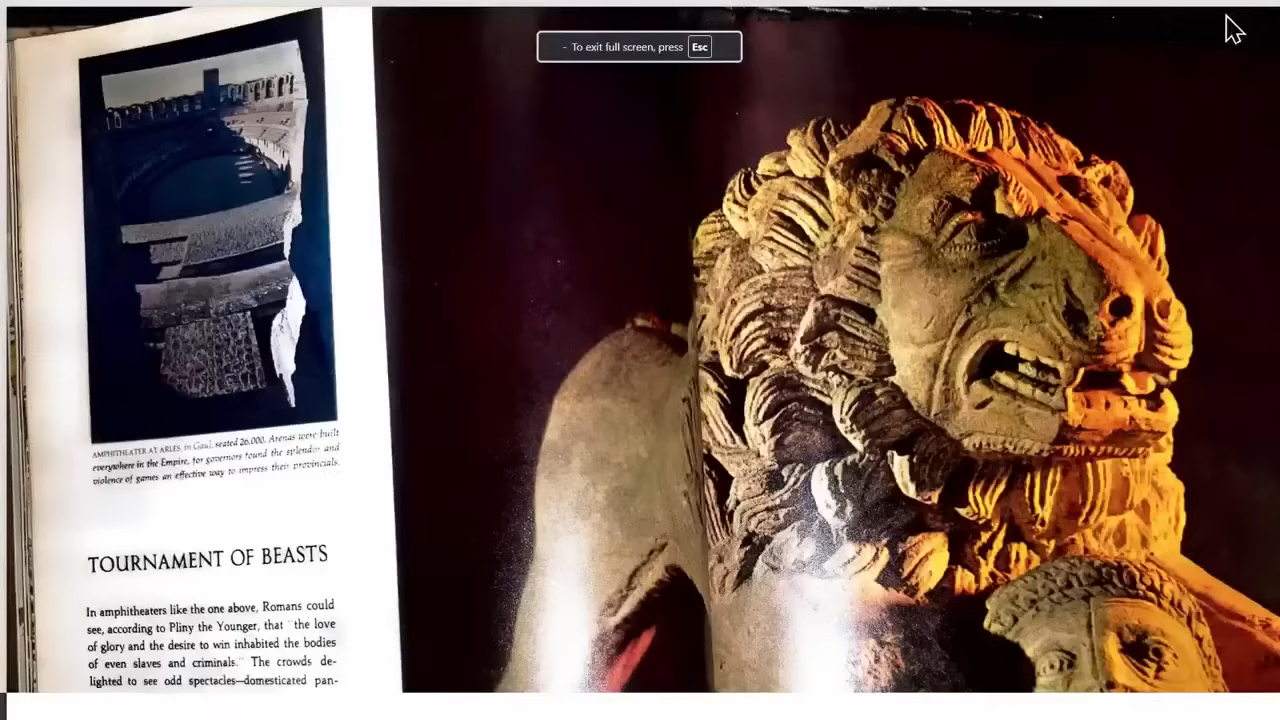 - To exit full screen, press Esc
AMPHITHEATER AT ARLES, in Gaul, seated 26,000. Arenas were built
everywhere in the Empire, for governors found the splendor and
violence of games an effective way to impress their provincials.
TOURNAMENT OF BEASTS
In amphitheaters like the one above, Romans could
see, according to Pliny the Younger, that "the love
of glory and the desire to win inhabited the bodies
of even slaves and criminals." The crowds de-
lighted to see odd spectacles—domesticated pan-